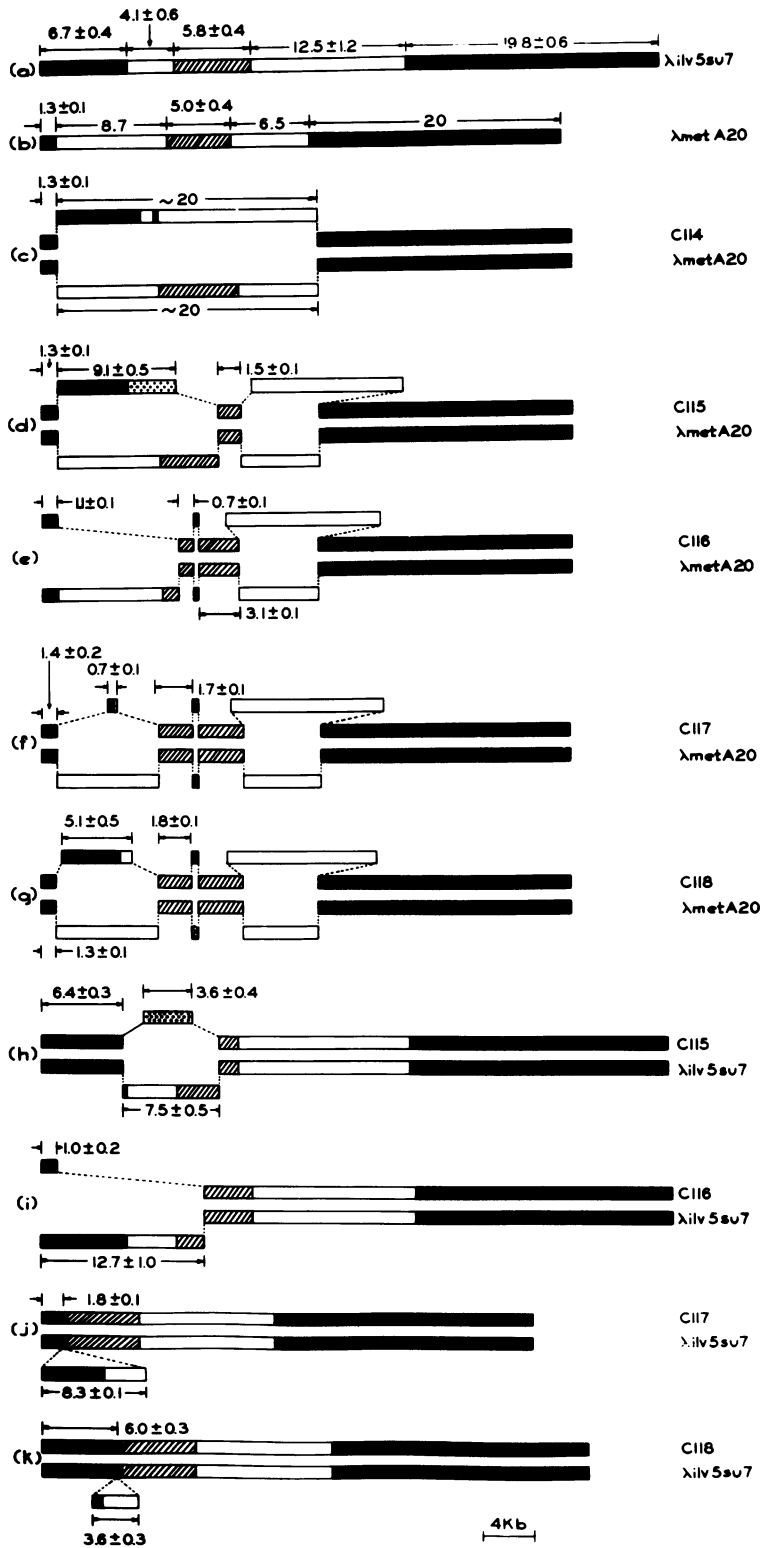 6.7±0.4 4.1±0.6 5.8±0.4 12.5±1.2 19.8±0.6
(a) λilv5su7
1.3±0.1 8.7 5.0±0.4 6.5 20
(b) λmetA20
1.3±0.1 ~20
(c) C114
λmetA20
~20
1.3±0.1 9.1±0.5 1.5±0.1
(d) C115
λmetA20
1.1±0.1 0.7±0.1
(e) C116
λmetA20
3.1±0.1
1.4±0.2 0.7±0.1 1.7±0.1
(f) C117
λmetA20
5.1±0.5 1.8±0.1
(g) C118
λmetA20
1.3±0.1
6.4±0.3 3.6±0.4
(h) C115
λilv5su7
7.5±0.5
1.0±0.2
(i) C116
λilv5su7
12.7±1.0
1.8±0.1
(j) C117
λilv5su7
8.3±0.1
6.0±0.3
(k) C118
λilv5su7
3.6±0.3
4Kb